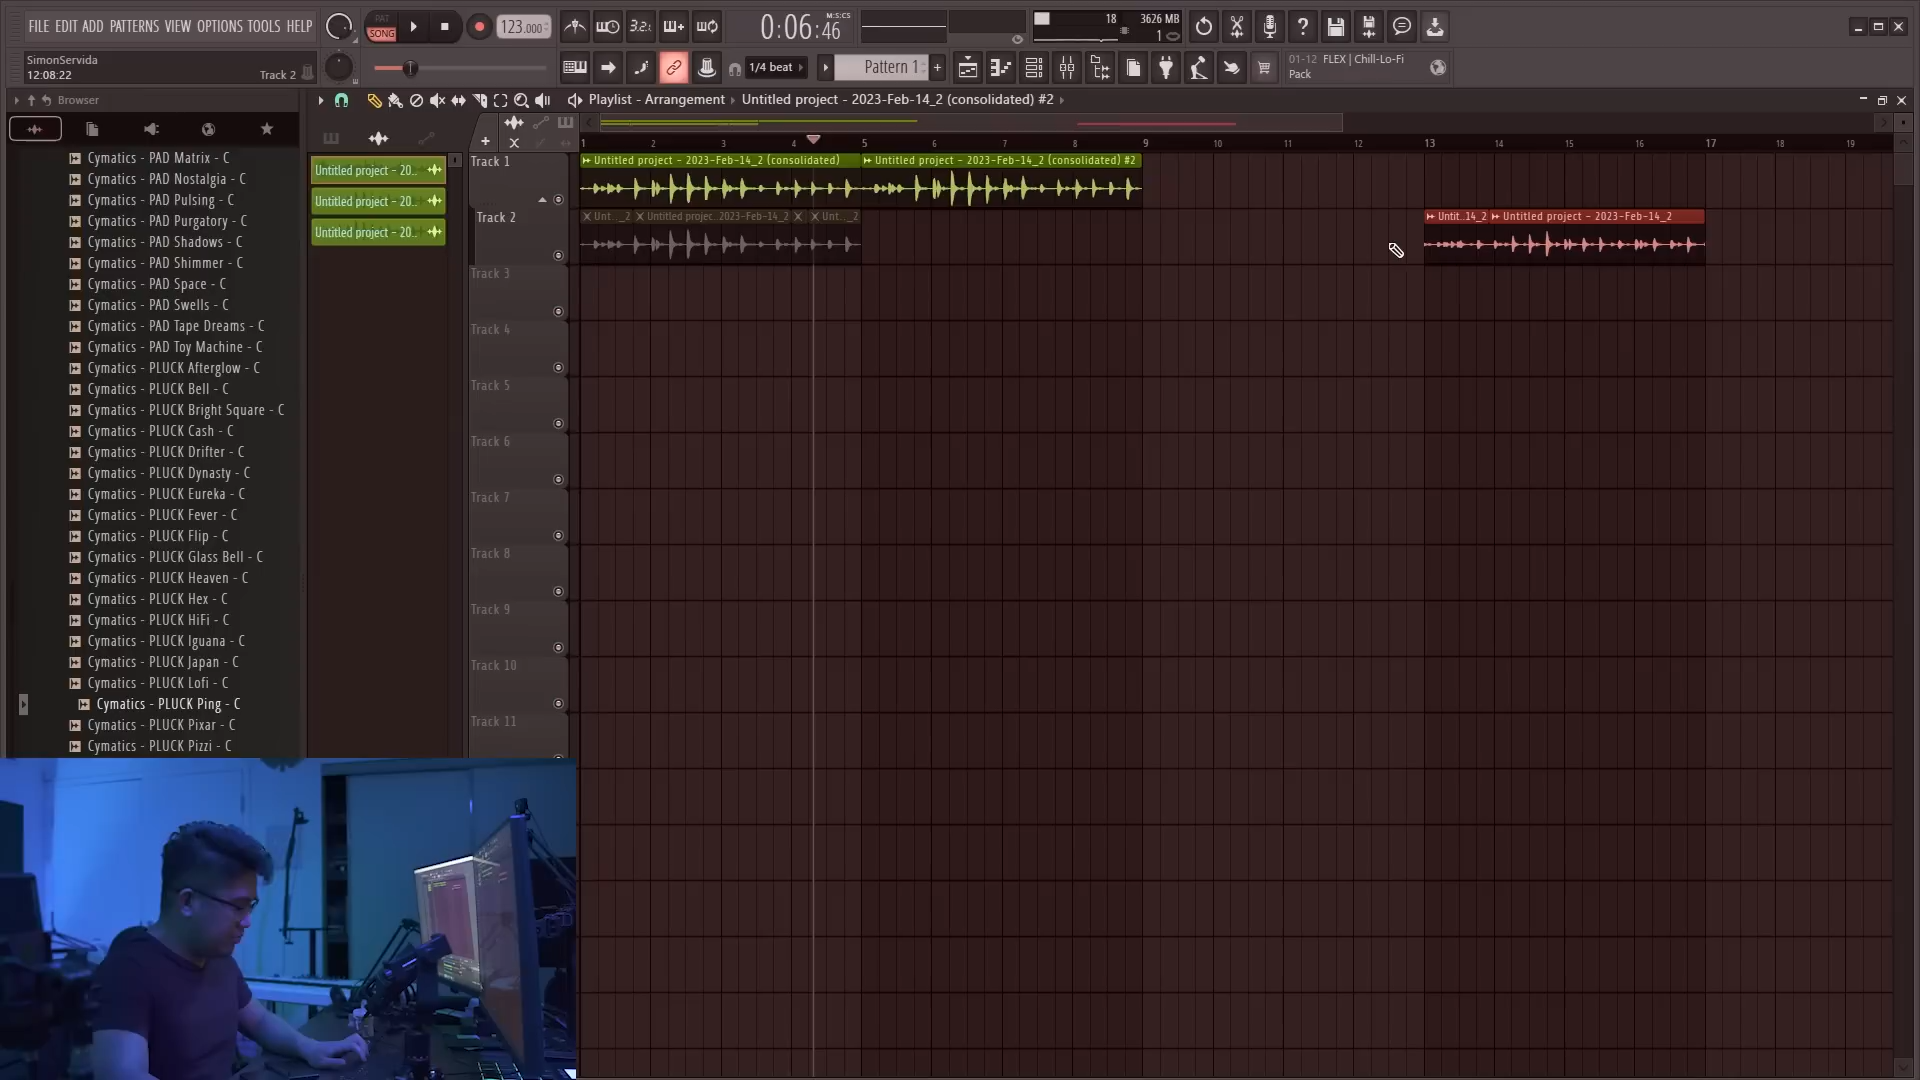 FILE EDIT ADD PATTERNS VIEW OPTIONS TOOLS HELP
PAT
SONG
123.000
3.2
0:06:46
M:S:CS
18
3626 MB
1
SimonServida
12:08:22
Track 2
1/4 beat
Pattern 1
+
01-12 FLEX | Chill-Lo-Fi
Pack
Browser
Playlist - Arrangement
Untitled project - 2023-Feb-14_2 (consolidated) #2
Cymatics - PAD Matrix - C
Cymatics - PAD Nostalgia - C
Cymatics - PAD Pulsing - C
Cymatics - PAD Purgatory - C
Cymatics - PAD Shadows - C
Cymatics - PAD Shimmer - C
Cymatics - PAD Space - C
Cymatics - PAD Swells - C
Cymatics - PAD Tape Dreams - C
Cymatics - PAD Toy Machine - C
Cymatics - PLUCK Afterglow - C
Cymatics - PLUCK Bell - C
Cymatics - PLUCK Bright Square - C
Cymatics - PLUCK Cash - C
Cymatics - PLUCK Drifter - C
Cymatics - PLUCK Dynasty - C
Cymatics - PLUCK Eureka - C
Cymatics - PLUCK Fever - C
Cymatics - PLUCK Flip - C
Cymatics - PLUCK Glass Bell - C
Cymatics - PLUCK Heaven - C
Cymatics - PLUCK Hex - C
Cymatics - PLUCK HiFi - C
Cymatics - PLUCK Iguana - C
Cymatics - PLUCK Japan - C
Cymatics - PLUCK Lofi - C
Cymatics - PLUCK Ping - C
Cymatics - PLUCK Pixar - C
Cymatics - PLUCK Pizzi - C
Untitled project - 20..
Untitled project - 20..
Untitled project - 20..
1 2 3 4 5 6 7 8 9 10 11 12 13 14 15 16 17 18 19
Track 1
Untitled project - 2023-Feb-14_2 (consolidated)
Untitled project - 2023-Feb-14_2 (consolidated) #2
Track 2
Unt..._2
Untitled projec...2023-Feb-14_2
Unt..._2
Untit..14_2
Untitled project - 2023-Feb-14_2
Track 3
Track 4
Track 5
Track 6
Track 7
Track 8
Track 9
Track 10
Track 11